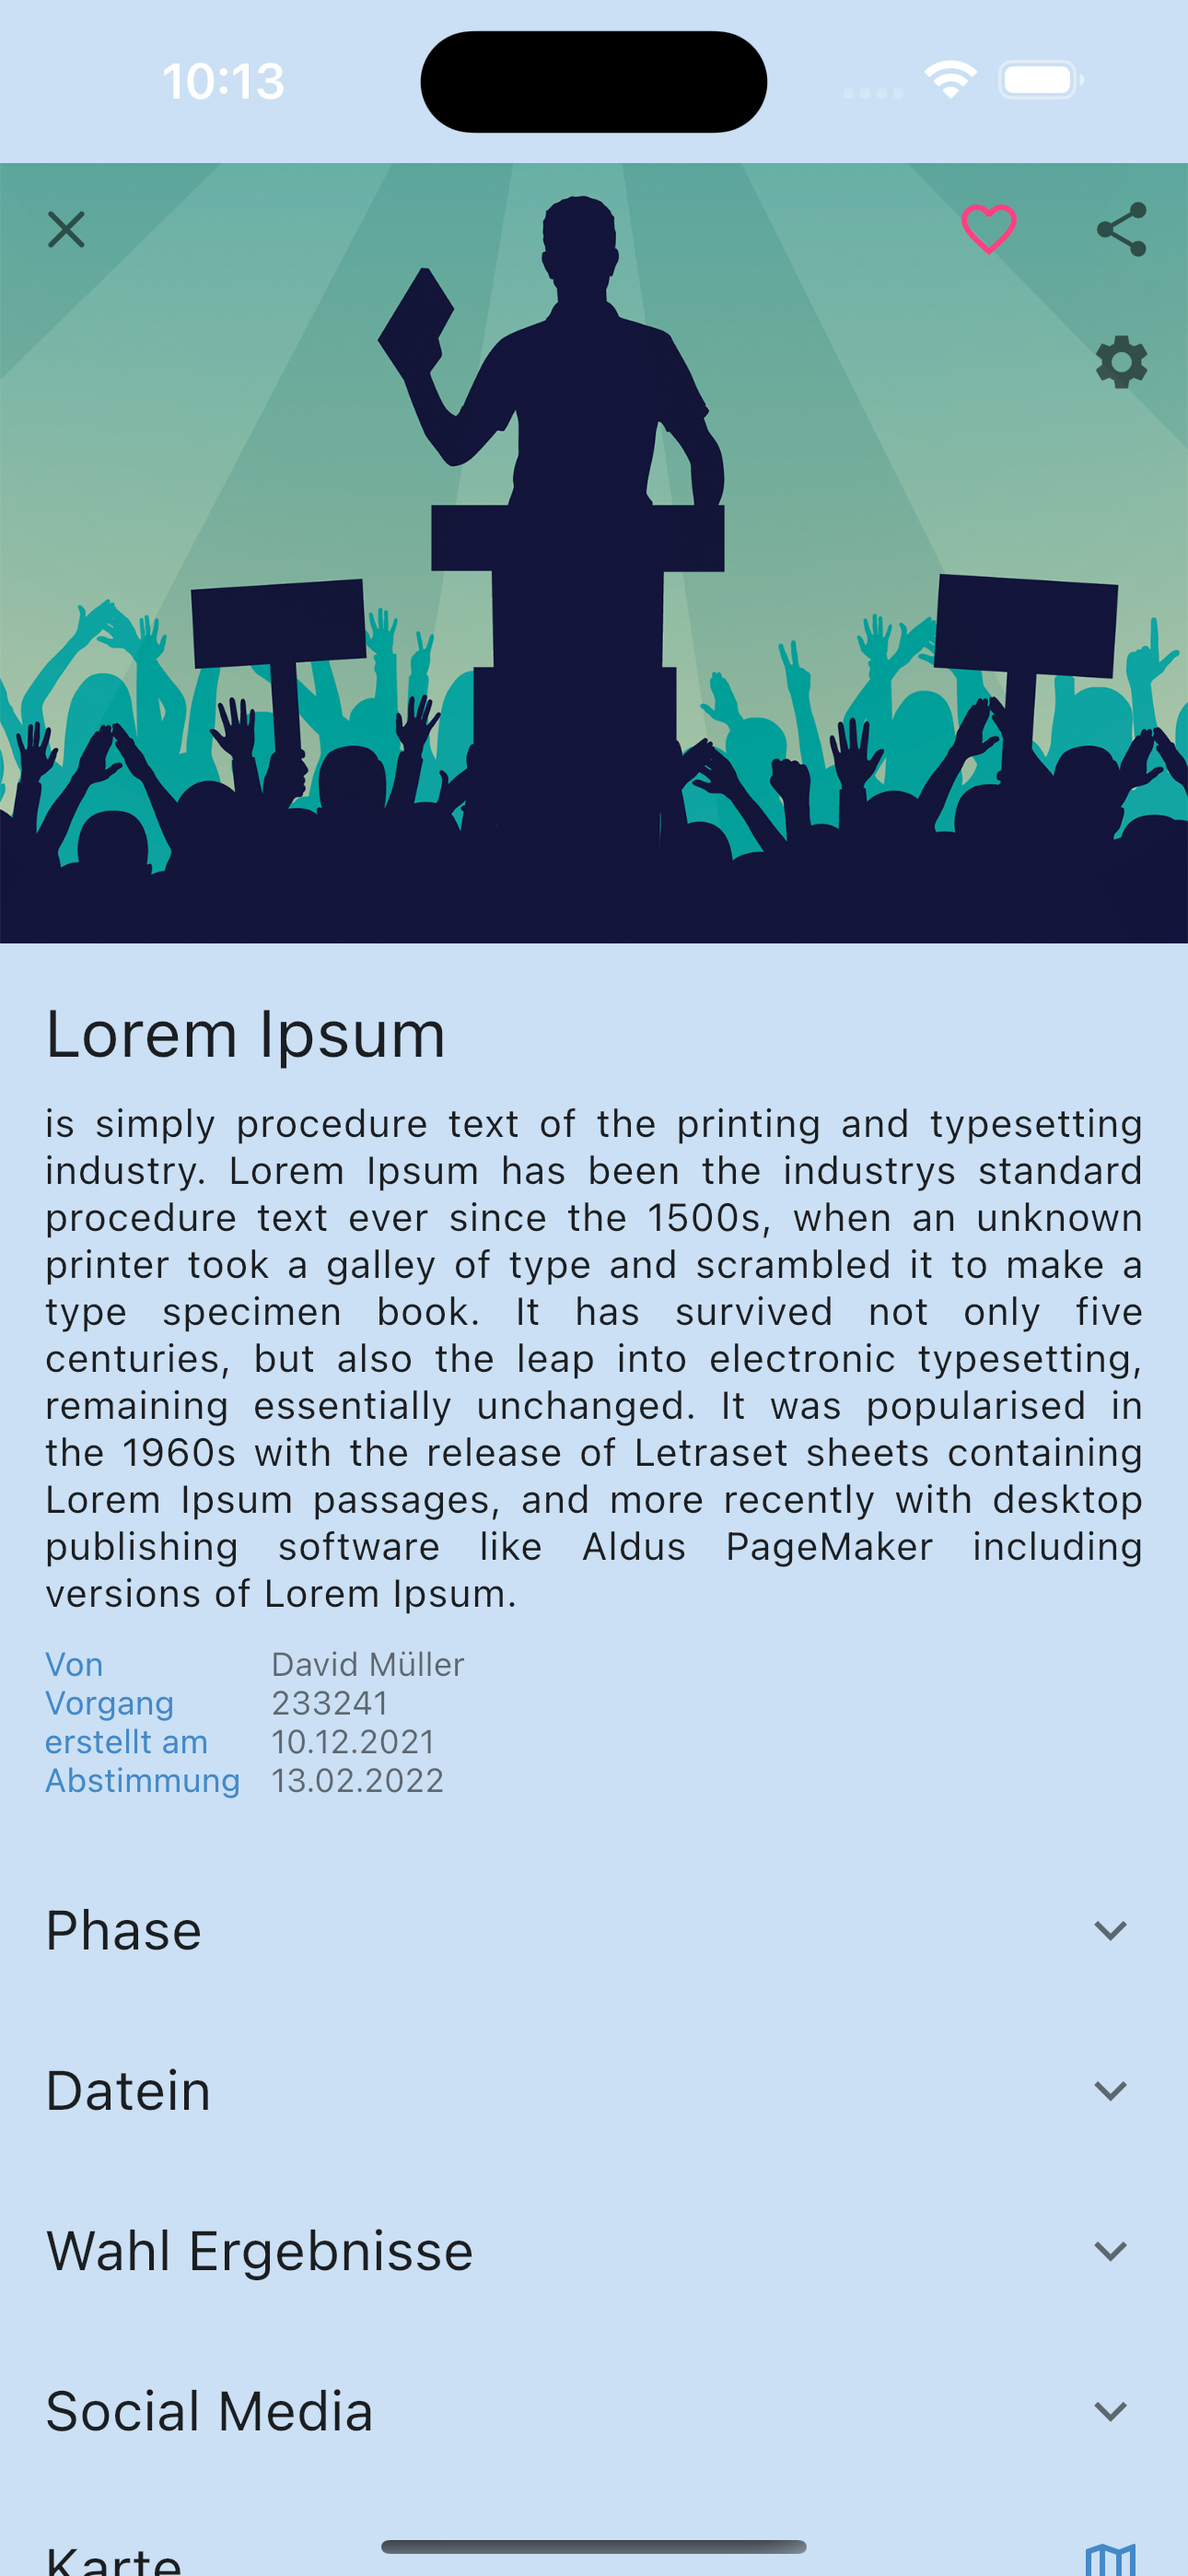 10:13
Lorem Ipsum
is simply procedure text of the printing and typesetting
industry. Lorem Ipsum has been the industrys standard
procedure text ever since the 1500s, when an unknown
printer took a galley of type and scrambled it to make a
type specimen book. It has survived not only five
centuries, but also the leap into electronic typesetting,
remaining essentially unchanged. It was popularised in
the 1960s with the release of Letraset sheets containing
Lorem Ipsum passages, and more recently with desktop
publishing software like Aldus PageMaker including
versions of Lorem Ipsum.
Von David Müller
Vorgang 233241
erstellt am 10.12.2021
Abstimmung 13.02.2022
Phase
Datein
Wahl Ergebnisse
Social Media
Karte